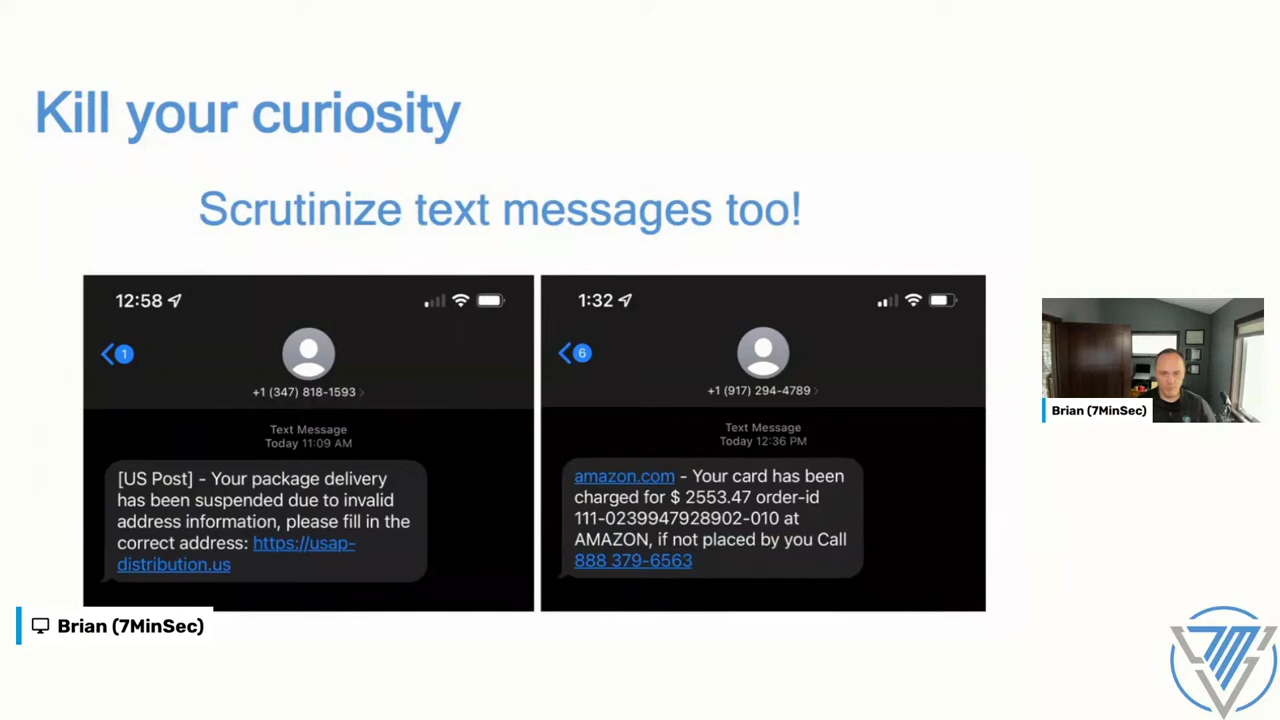 Kill your curiosity
Scrutinize text messages too!
12:58
1
+1 (347) 818-1593
Text Message
Today 11:09 AM
[US Post] - Your package delivery
has been suspended due to invalid
address information, please fill in the
correct address: https://usap-
distribution.us
1:32
6
+1 (917) 294-4789
Text Message
Today 12:36 PM
amazon.com - Your card has been
charged for $ 2553.47 order-id
111-0239947928902-010 at
AMAZON, if not placed by you Call
888 379-6563
Brian (7MinSec)
Brian (7MinSec)
7MS